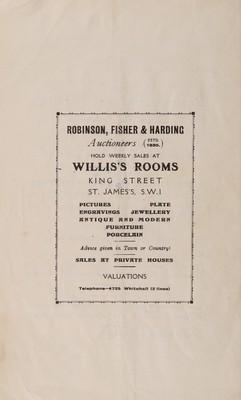 ROBINSON, FISHER & HARDING
Auctioneers (ESTD. 1830.)
HOLD WEEKLY SALES AT
WILLIS'S ROOMS
KING STREET
ST. JAMES'S, S.W.1
PICTURES PLATE
ENGRAVINGS JEWELLERY
ANTIQUE AND MODERN
FURNITURE
PORCELAIN
Advice given in Town or Country!
SALES AT PRIVATE HOUSES
VALUATIONS
Telephone—4725 Whitehall (2 lines)